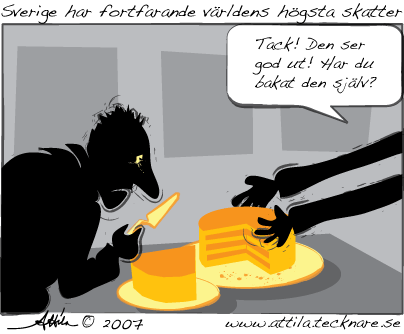 Sverige har fortfarande världens högsta skatter
Tack! Den ser
god ut! Har du
bakat den själv?
Attila © 2007
www.attilatecknare.se